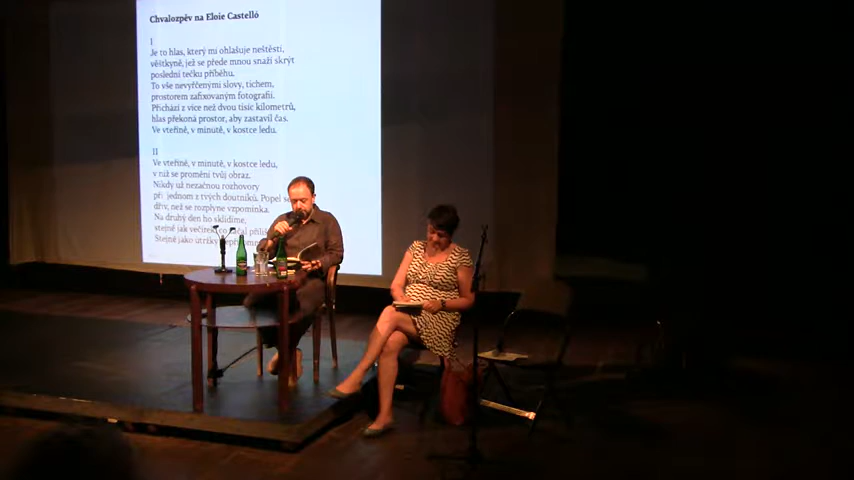 Chvalozpěv na Eloie Castelló
I
Je to hlas, který mi ohlašuje neštěstí,
věštkyně, jež se přede mnou snaží skrýt
poslední tečku příběhu.
To vše nevyřčenými slovy, tichem,
prostorem zafixovaným fotografií.
Přichází z více než dvou tisíc kilometrů,
hlas překoná prostor, aby zastavil čas.
Ve vteřině, v minutě, v kostce ledu.
II
Ve vteřině, v minutě, v kostce ledu,
v níž se promění tvůj obraz.
Nikdy už nezačnou rozhovory
při jednom z tvých doutníků. Popel se
dřív, než se rozplyne vzpomínka.
Na druhý den ho sklidíme,
stejně jak večírek
Stejně jako útržky